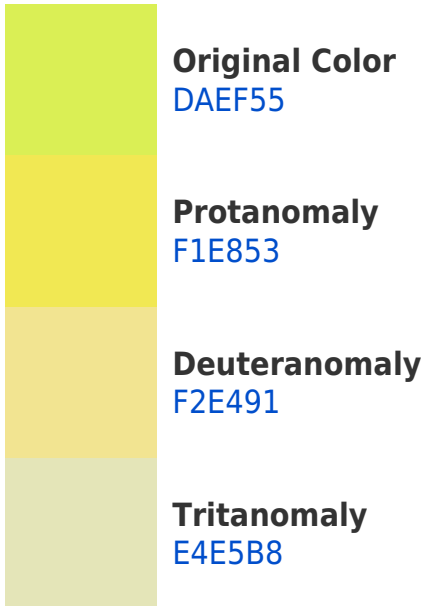 Original Color
DAEF55
Protanomaly
F1E853
Deuteranomaly
F2E491
Tritanomaly
E4E5B8